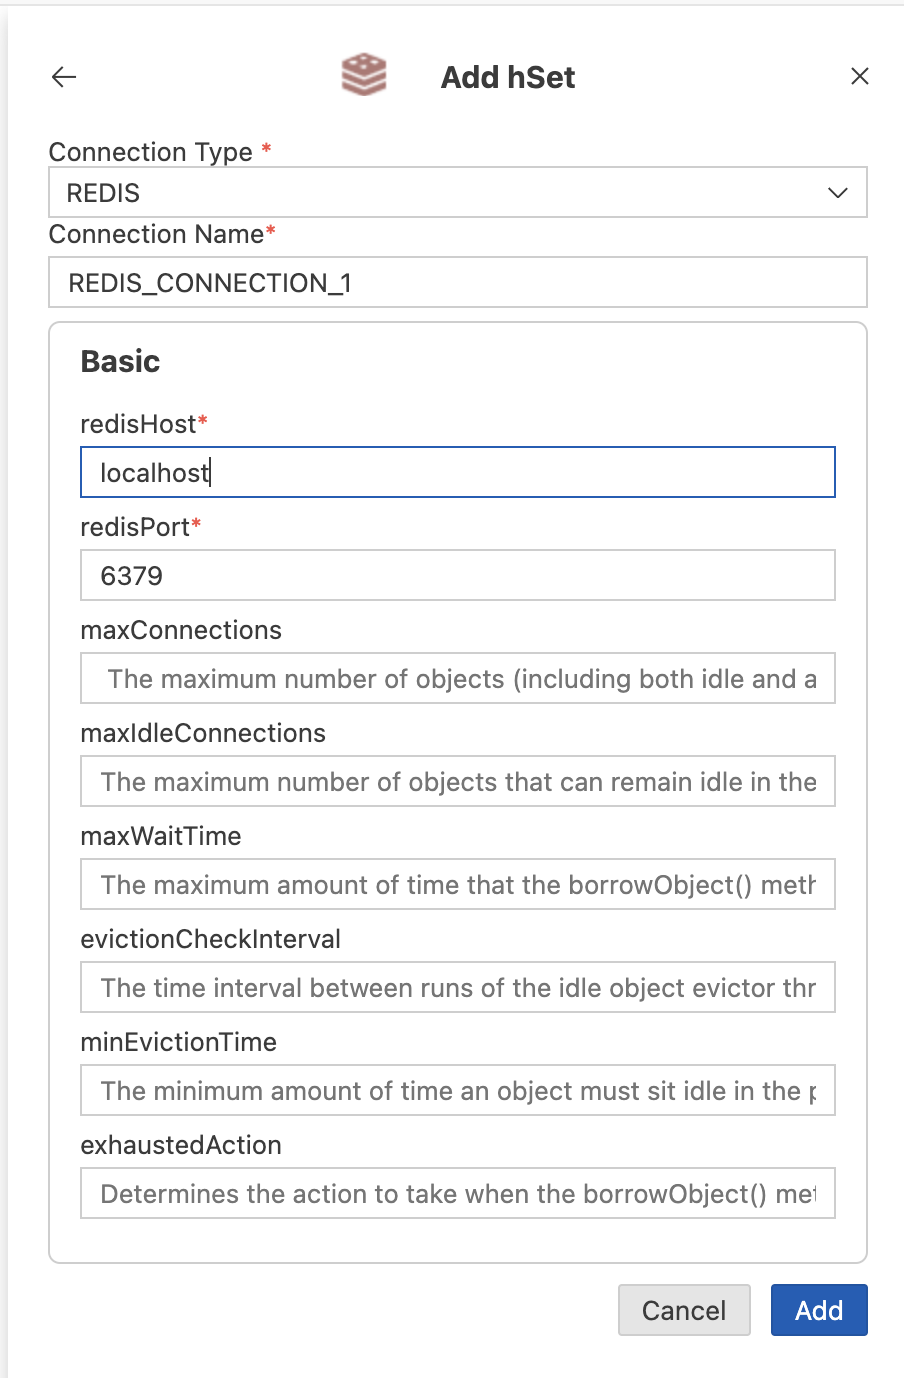 Add hSet
Connection Type *
REDIS
Connection Name*
REDIS_CONNECTION_1
Basic
redisHost*
localhost
redisPort*
6379
maxConnections
The maximum number of objects (including both idle and a
maxIdleConnections
The maximum number of objects that can remain idle in the
maxWaitTime
The maximum amount of time that the borrowObject() meth
evictionCheckInterval
The time interval between runs of the idle object evictor thr
minEvictionTime
The minimum amount of time an object must sit idle in the p
exhaustedAction
Determines the action to take when the borrowObject() met
Cancel
Add